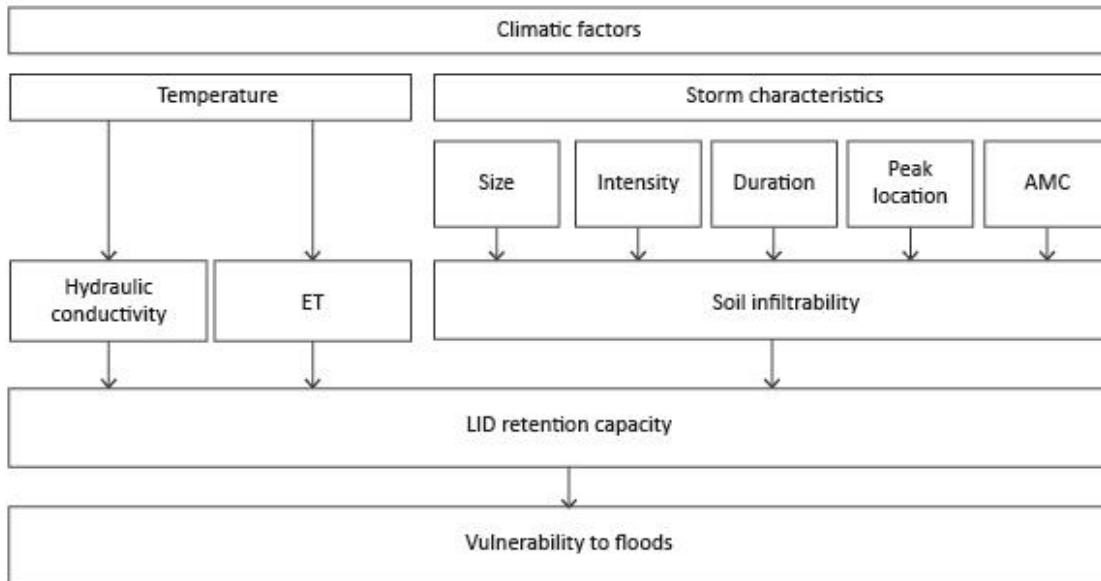 Climatic factors
Temperature
Storm characteristics
Size
Intensity
Duration
Peak
location
AMC
Hydraulic
conductivity
ET
Soil infiltrability
LID retention capacity
Vulnerability to floods